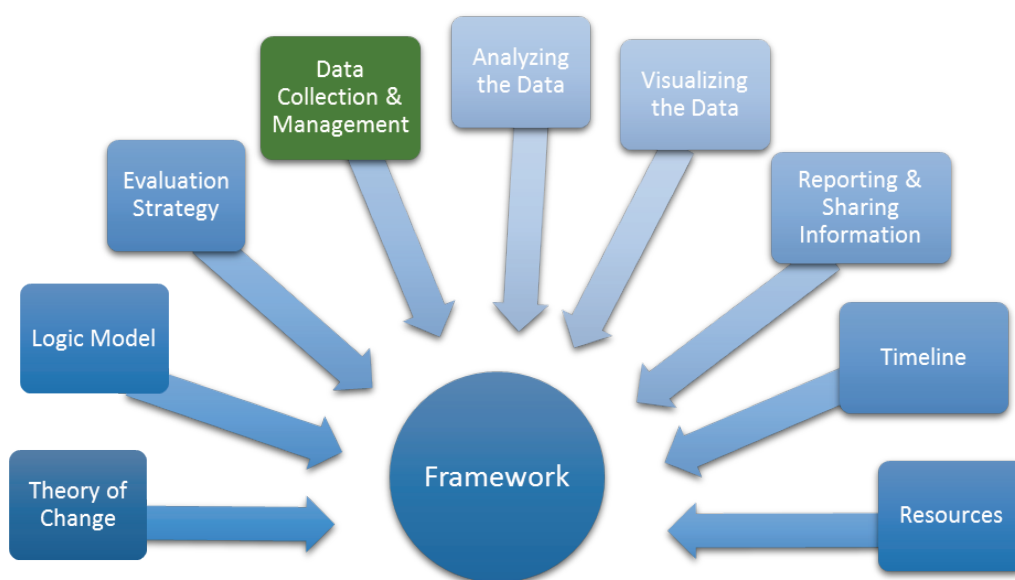 Data
Collection &
Management
Analyzing
the Data
Visualizing
the Data
Evaluation
Strategy
Reporting &
Sharing
Information
Logic Model
Timeline
Theory of
Change
Framework
Resources